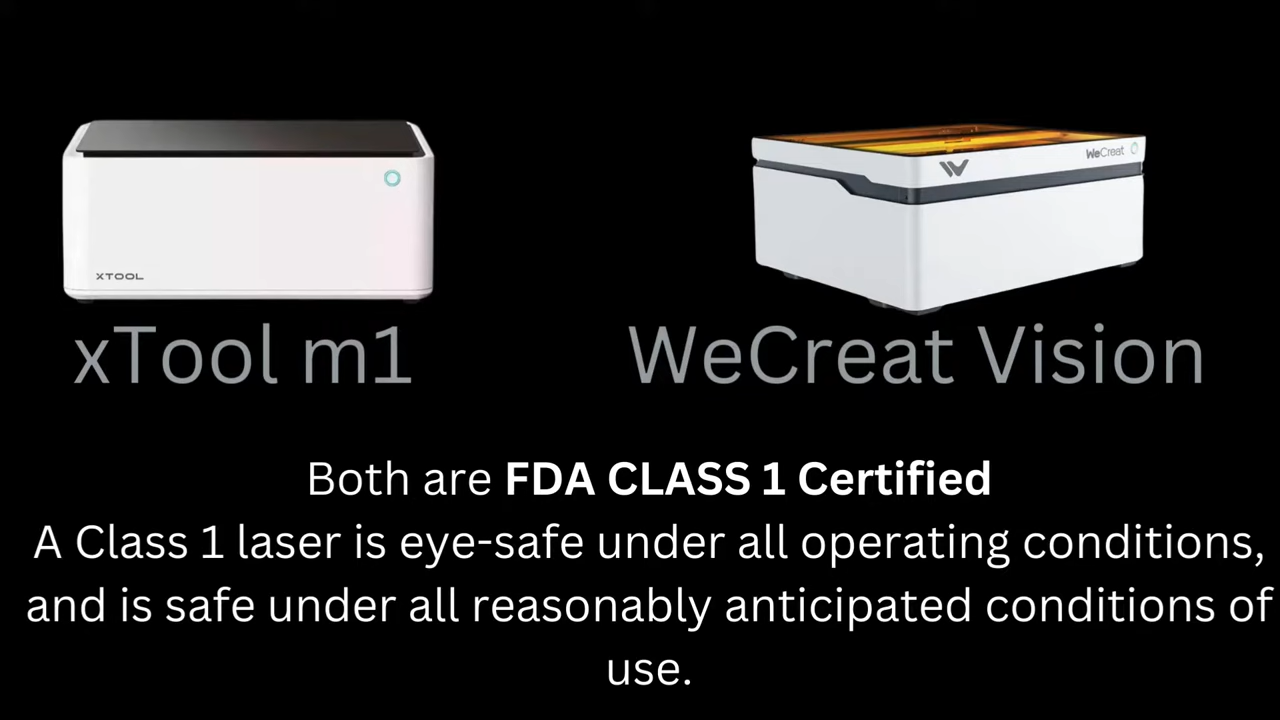 WeCreat
W
XTOOL
xTool m1
WeCreat Vision
Both are FDA CLASS 1 Certified
A Class 1 laser is eye-safe under all operating conditions,
and is safe under all reasonably anticipated conditions of
use.